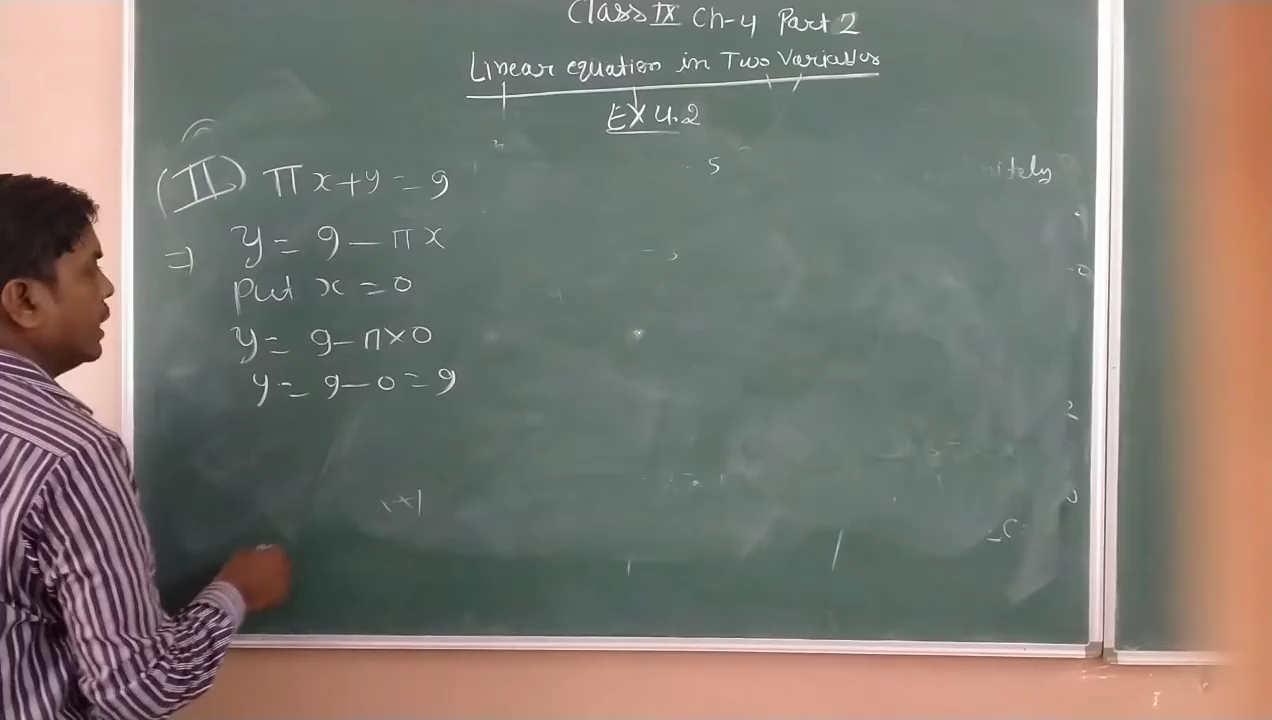 Class IX Ch-4 Part 2
Linear equation in Two Variables
EX 4.2
(II) πx+y=9
⇒ y=9-πx
Put x=0
y=9-π×0
y=9-0=9